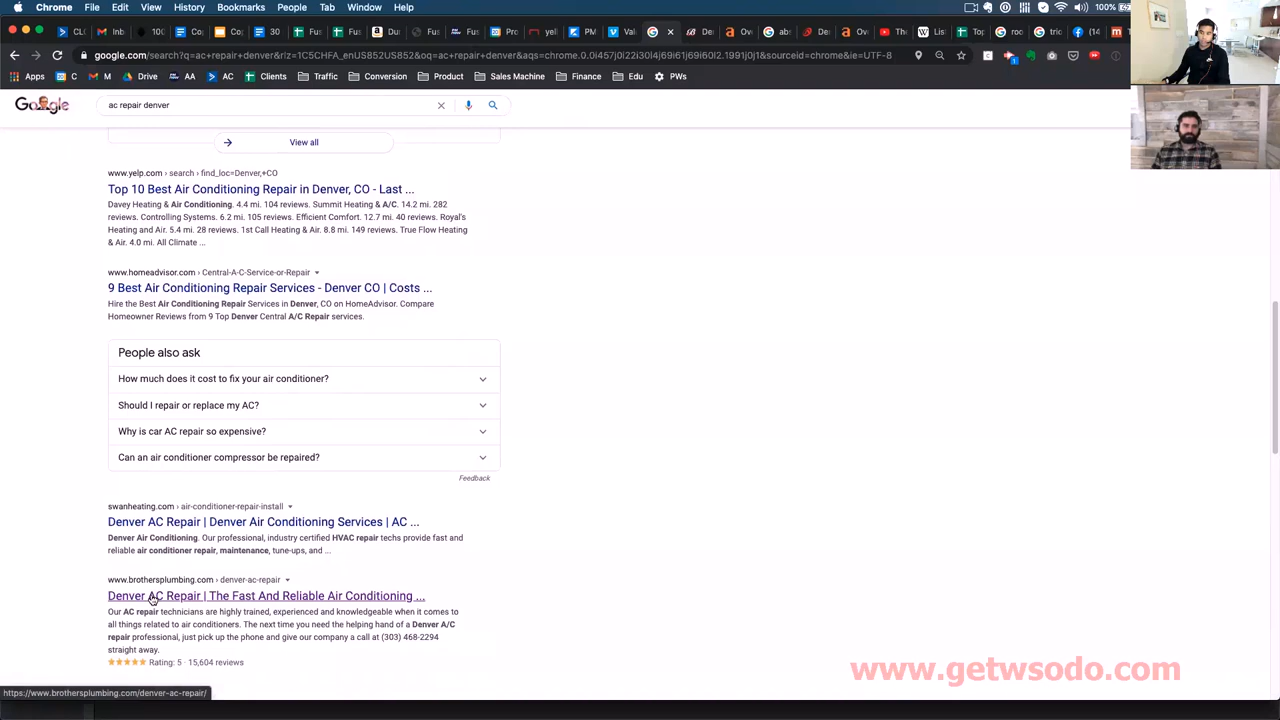 Chrome File Edit View History Bookmarks People Tab Window Help
100%
google.com/search?q=ac+repair+denver&rlz=1C5CHFA_enUS852US852&oq=ac+repair+denver&aqs=chrome.0.0i457j0i22i30l4j69i61j69i60l2.1991j0j1&sourceid=chrome&ie=UTF-8
Apps G M Drive AA AC Clients Traffic Conversion Product Sales Machine Finance Edu PWs
Google
ac repair denver
View all
www.yelp.com › search › find_loc=Denver,+CO
Top 10 Best Air Conditioning Repair in Denver, CO - Last ...
Davey Heating & Air Conditioning. 4.4 mi. 104 reviews. Summit Heating & A/C. 14.2 mi. 282
reviews. Controlling Systems. 6.2 mi. 105 reviews. Efficient Comfort. 12.7 mi. 40 reviews. Royal's
Heating and Air. 5.4 mi. 28 reviews. 1st Call Heating & Air. 8.8 mi. 149 reviews. True Flow Heating
& Air. 4.0 mi. All Climate ...
www.homeadvisor.com › Central-A-C-Service-or-Repair
9 Best Air Conditioning Repair Services - Denver CO | Costs ...
Hire the Best Air Conditioning Repair Services in Denver, CO on HomeAdvisor. Compare
Homeowner Reviews from 9 Top Denver Central A/C Repair services.
People also ask
How much does it cost to fix your air conditioner?
Should I repair or replace my AC?
Why is car AC repair so expensive?
Can an air conditioner compressor be repaired?
Feedback
swanheating.com › air-conditioner-repair-install
Denver AC Repair | Denver Air Conditioning Services | AC ...
Denver Air Conditioning. Our professional, industry certified HVAC repair techs provide fast and
reliable air conditioner repair, maintenance, tune-ups, and ...
www.brothersplumbing.com › denver-ac-repair
Denver AC Repair | The Fast And Reliable Air Conditioning ...
Our AC repair technicians are highly trained, experienced and knowledgeable when it comes to
all things related to air conditioners. The next time you need the helping hand of a Denver A/C
repair professional, just pick up the phone and give our company a call at (303) 468-2294
straight away.
Rating: 5 · 15,604 reviews
www.getwsodo.com
https://www.brothersplumbing.com/denver-ac-repair/